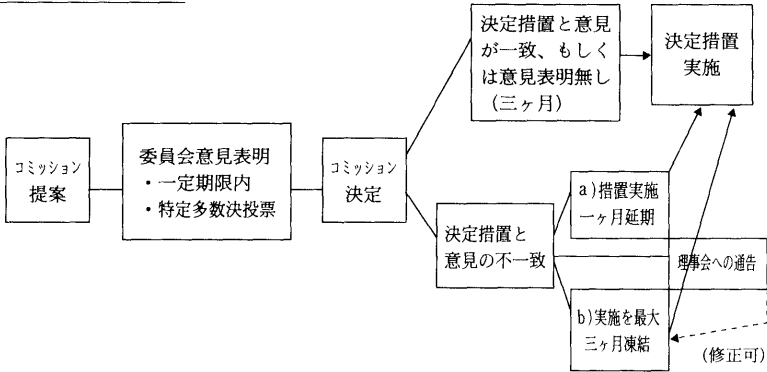 コミッション
提案
委員会意見表明
・一定期限内
・特定多数決投票
コミッション
決定
決定措置と意見
が一致、もしく
は意見表明無し
(三ヶ月)
決定措置
実施
決定措置と
意見の不一致
a)措置実施
一ヶ月延期
理事会への通告
b)実施を最大
三ヶ月凍結
(修正可)